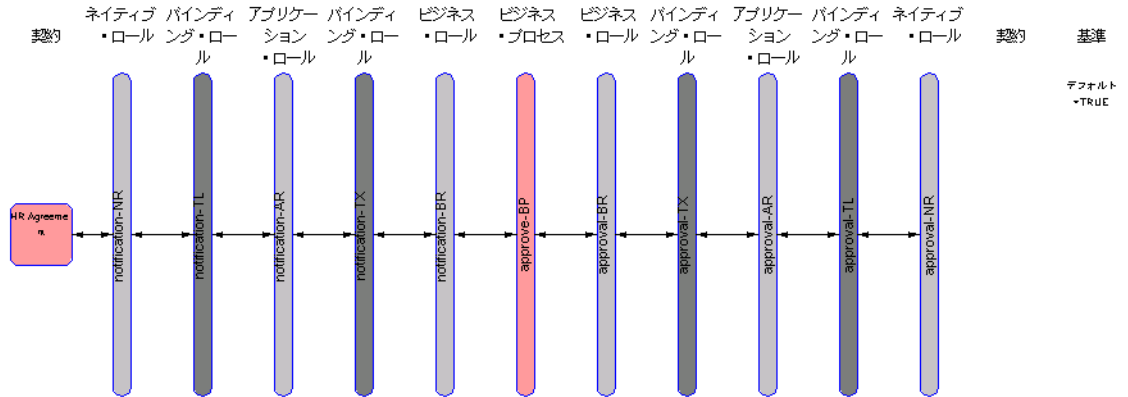 契約
ネイティブ
・ロール
バインディ
ング・ロー
ル
アプリケー
ション
・ロール
バインディ
ング・ロー
ル
ビジネス
・ロール
ビジネス
・プロセス
ビジネス
・ロール
バインディ
ング・ロー
ル
アプリケー
ション
・ロール
バインディ
ング・ロー
ル
ネイティブ
・ロール
契約
基準
デフォルト
=TRUE
HR Agreeme
n
notification-NR
notification-TL
notification-AR
notification-TX
notification-BR
approve-BP
approval-BR
approval-TX
approval-AR
approval-TL
approval-NR